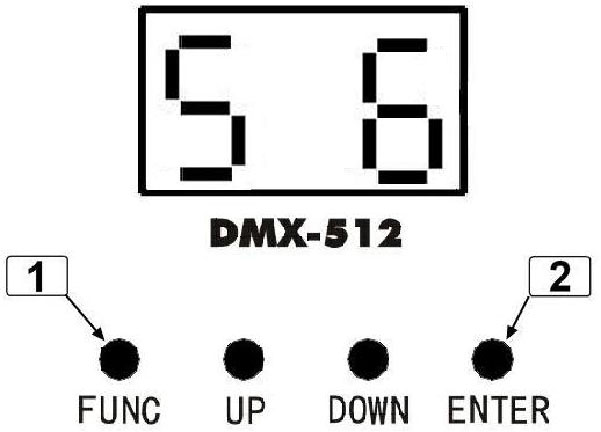 5 6
DMX-512
1 2
FUNC UP DOWN ENTER